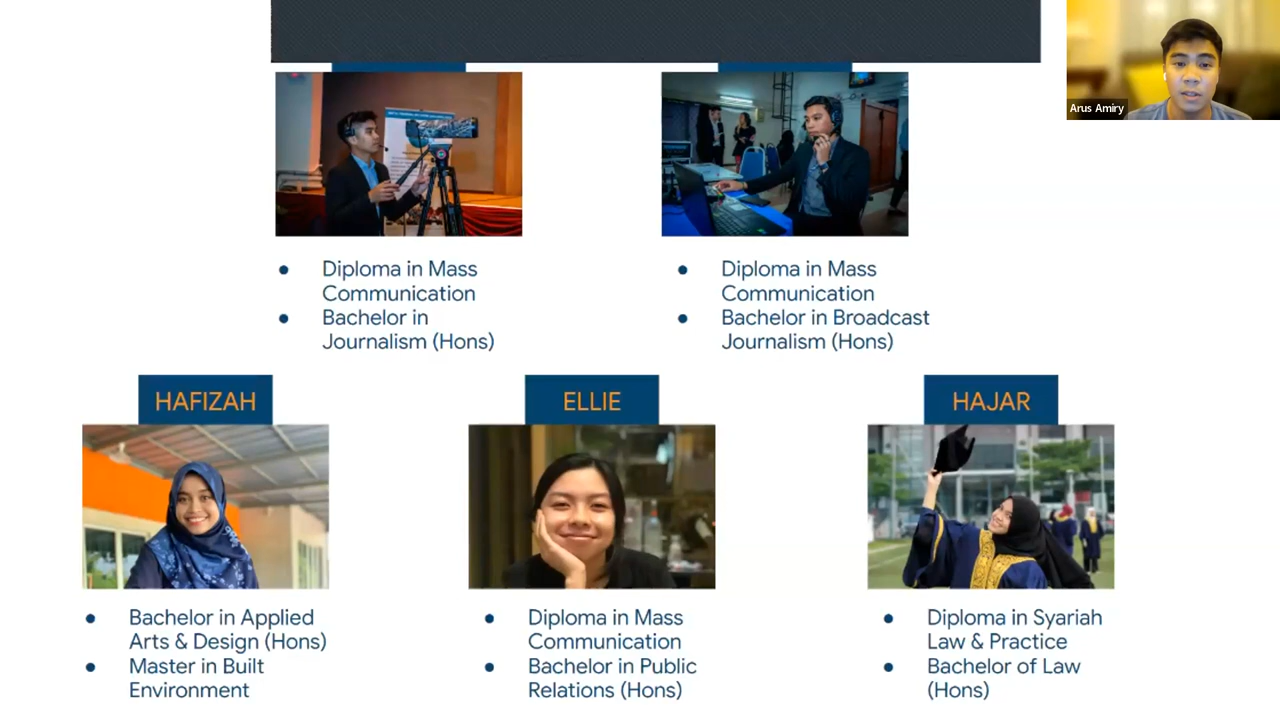 Arus Amiry
Diploma in Mass
Communication
Bachelor in
Journalism (Hons)
Diploma in Mass
Communication
Bachelor in Broadcast
Journalism (Hons)
HAFIZAH
Bachelor in Applied
Arts & Design (Hons)
Master in Built
Environment
ELLIE
Diploma in Mass
Communication
Bachelor in Public
Relations (Hons)
HAJAR
Diploma in Syariah
Law & Practice
Bachelor of Law
(Hons)